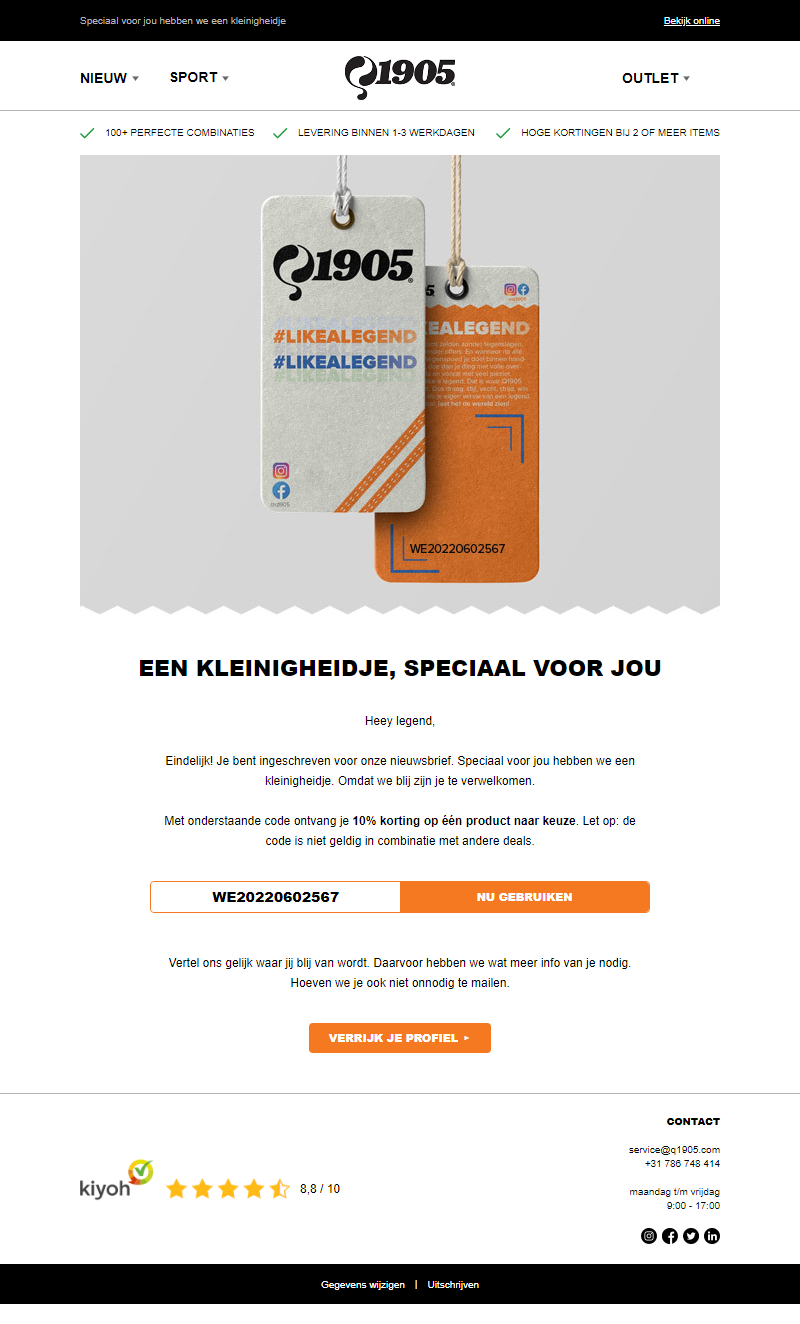 Speciaal voor jou hebben we een kleinigheidje
Bekijk online
NIEUW
SPORT
Q1905
OUTLET
100+ PERFECTE COMBINATIES
LEVERING BINNEN 1-3 WERKDAGEN
HOGE KORTINGEN BIJ 2 OF MEER ITEMS
Q1905
#LIKEALEGEND
#LIKEALEGEND
EALEGEND
laat het de wereld zien!
WE20220602567
EEN KLEINIGHEIDJE, SPECIAAL VOOR JOU
Heey legend,
Eindelijk! Je bent ingeschreven voor onze nieuwsbrief. Speciaal voor jou hebben we een
kleinigheidje. Omdat we blij zijn je te verwelkomen.
Met onderstaande code ontvang je 10% korting op één product naar keuze. Let op: de
code is niet geldig in combinatie met andere deals.
WE20220602567
NU GEBRUIKEN
Vertel ons gelijk waar jij blij van wordt. Daarvoor hebben we wat meer info van je nodig.
Hoeven we je ook niet onnodig te mailen.
VERRIJK JE PROFIEL
CONTACT
service@q1905.com
+31 786 748 414
maandag t/m vrijdag
9:00 - 17:00
kiyoh
8,8 / 10
Gegevens wijzigen | Uitschrijven